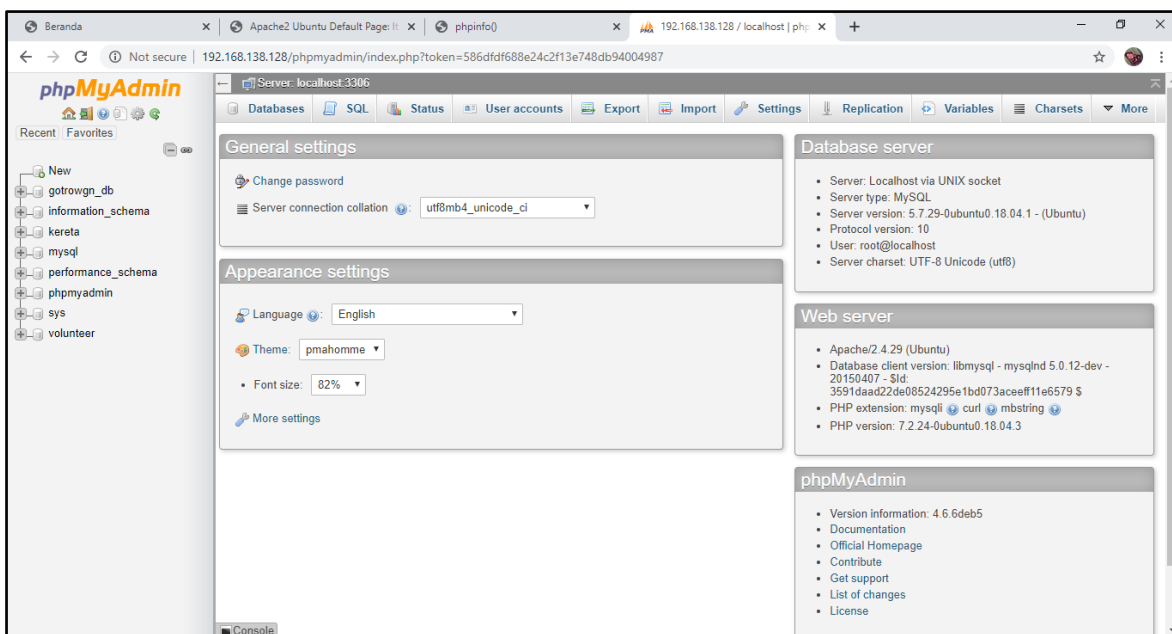 Beranda
Apache2 Ubuntu Default Page: It
phpinfo()
192.168.138.128 / localhost | php
Not secure | 192.168.138.128/phpmyadmin/index.php?token=586dfdf688e24c2f13e748db94004987
phpMyAdmin
Recent Favorites
New
gotrowgn_db
information_schema
kereta
mysql
performance_schema
phpmyadmin
sys
volunteer
Server: localhost:3306
Databases SQL Status User accounts Export Import Settings Replication Variables Charsets More
General settings
Change password
Server connection collation : utf8mb4_unicode_ci
Appearance settings
Language : English
Theme: pmahomme
• Font size: 82%
More settings
Database server
• Server: Localhost via UNIX socket
• Server type: MySQL
• Server version: 5.7.29-0ubuntu0.18.04.1 - (Ubuntu)
• Protocol version: 10
• User: root@localhost
• Server charset: UTF-8 Unicode (utf8)
Web server
• Apache/2.4.29 (Ubuntu)
• Database client version: libmysql - mysqlnd 5.0.12-dev -
20150407 - $Id:
3591daad22de08524295e1bd073aceeff11e6579 $
• PHP extension: mysqli curl mbstring
• PHP version: 7.2.24-0ubuntu0.18.04.3
phpMyAdmin
• Version information: 4.6.6deb5
• Documentation
• Official Homepage
• Contribute
• Get support
• List of changes
• License
Console